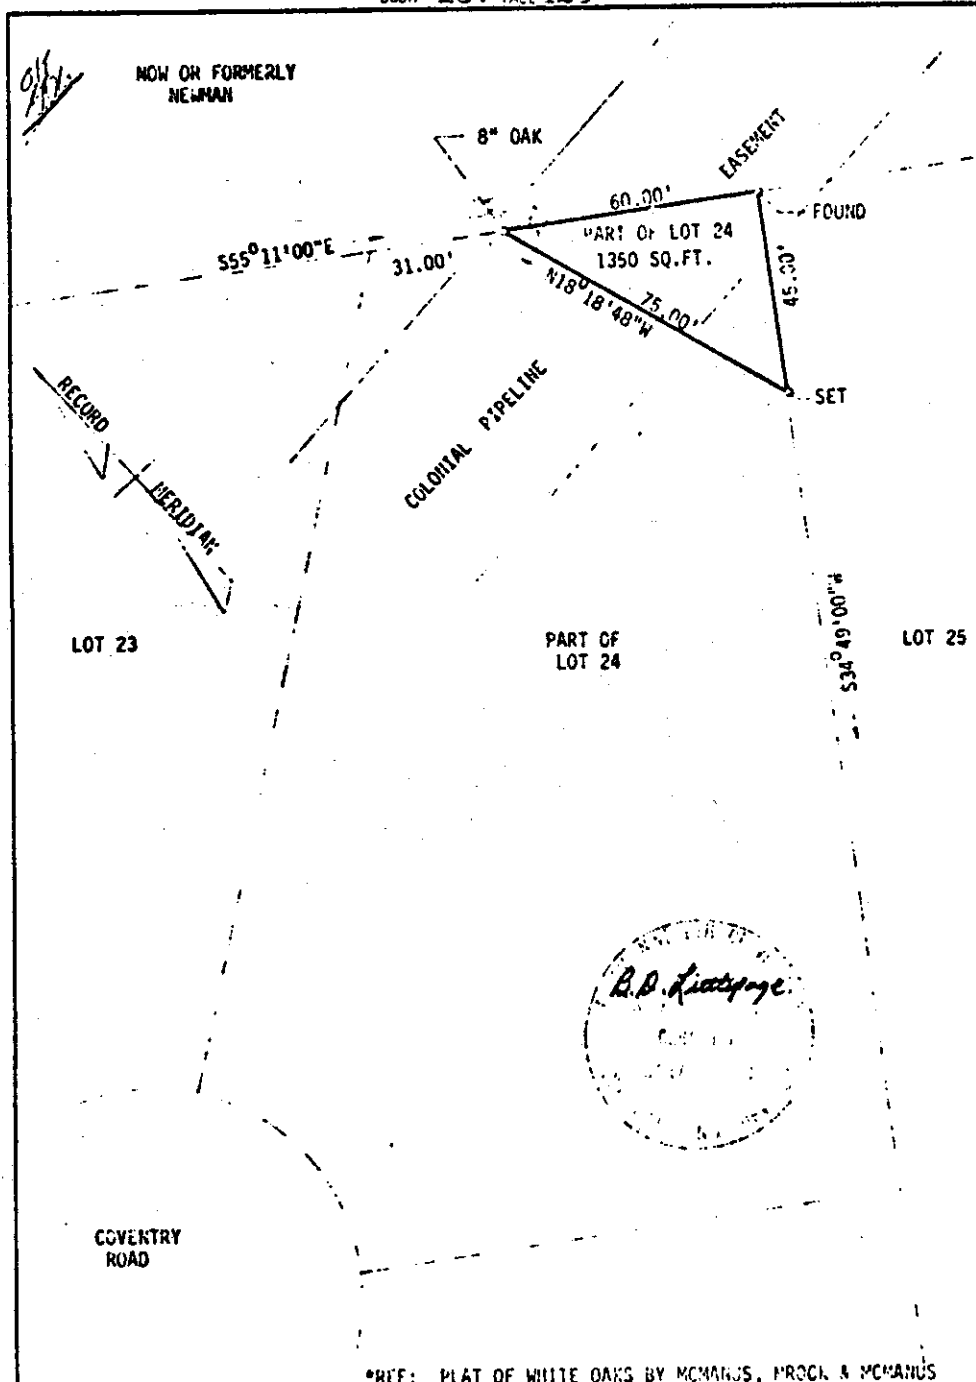 NOW OR FORMERLY
NEWMAN
8" OAK
EASEMENT
60.00'
FOUND
PART OF LOT 24
1350 SQ.FT.
S55°11'00"E
31.00'
N18°18'48"W
75.00'
45.00'
SET
RECORD
MERIDIAN
COLONIAL PIPELINE
LOT 23
PART OF
LOT 24
S34°49'00"W
LOT 25
B.D. Littlepage
COVENTRY
ROAD
*REF: PLAT OF WHITE OAKS BY MCMANUS, PROCK & MCMANUS